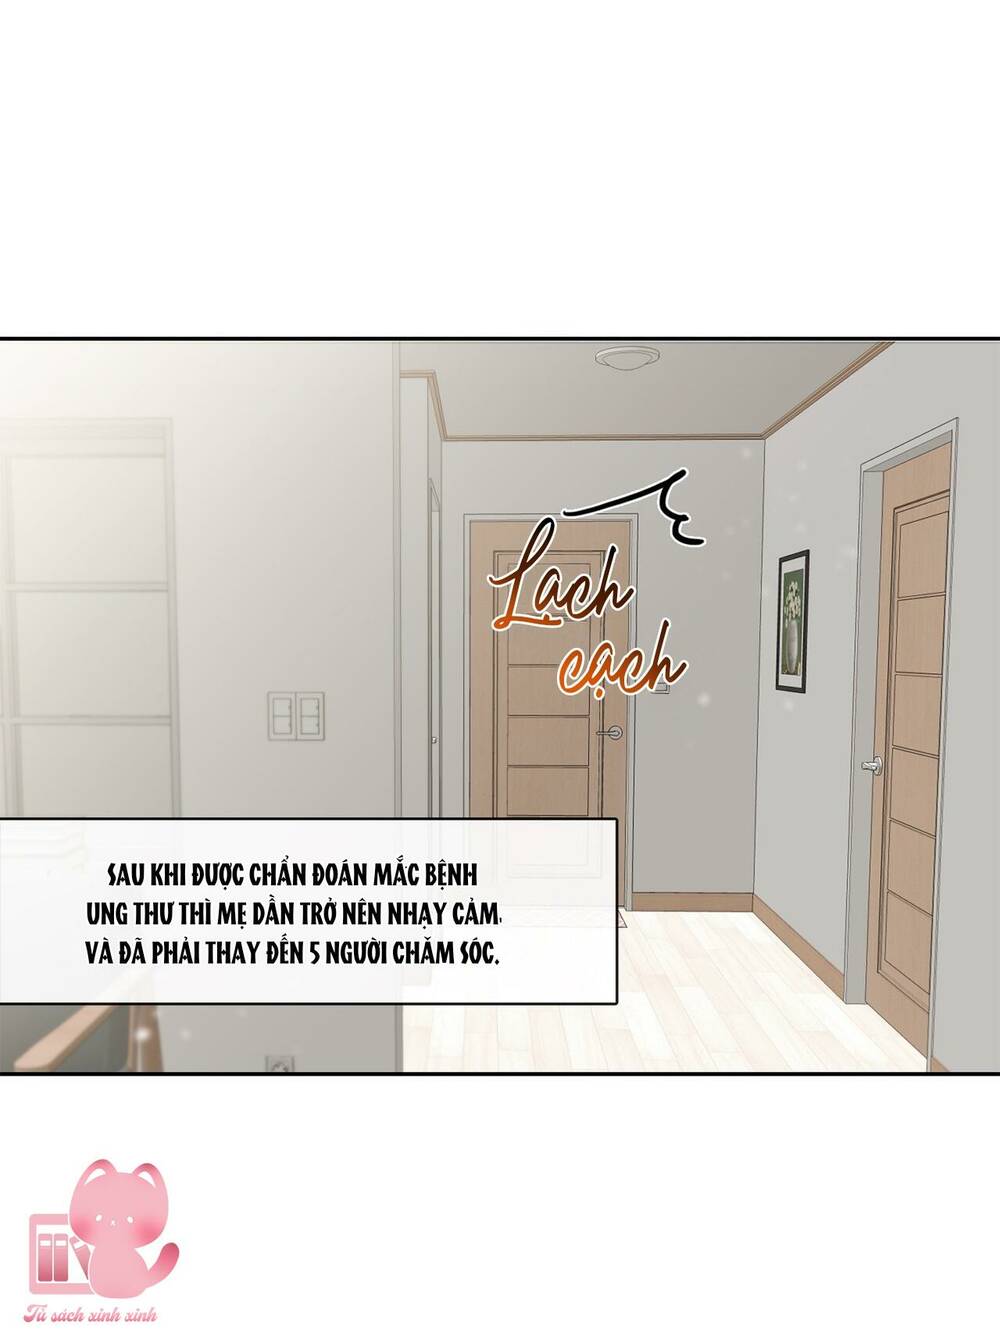 Lạch
cạch
SAU KHI ĐƯỢC CHẨN ĐOÁN MẮC BỆNH
UNG THƯ THÌ MẸ DẦN TRỞ NÊN NHẠY CẢM.
VÀ ĐÃ PHẢI THAY ĐẾN 5 NGƯỜI CHĂM SÓC.
Tủ sách xinh xinh